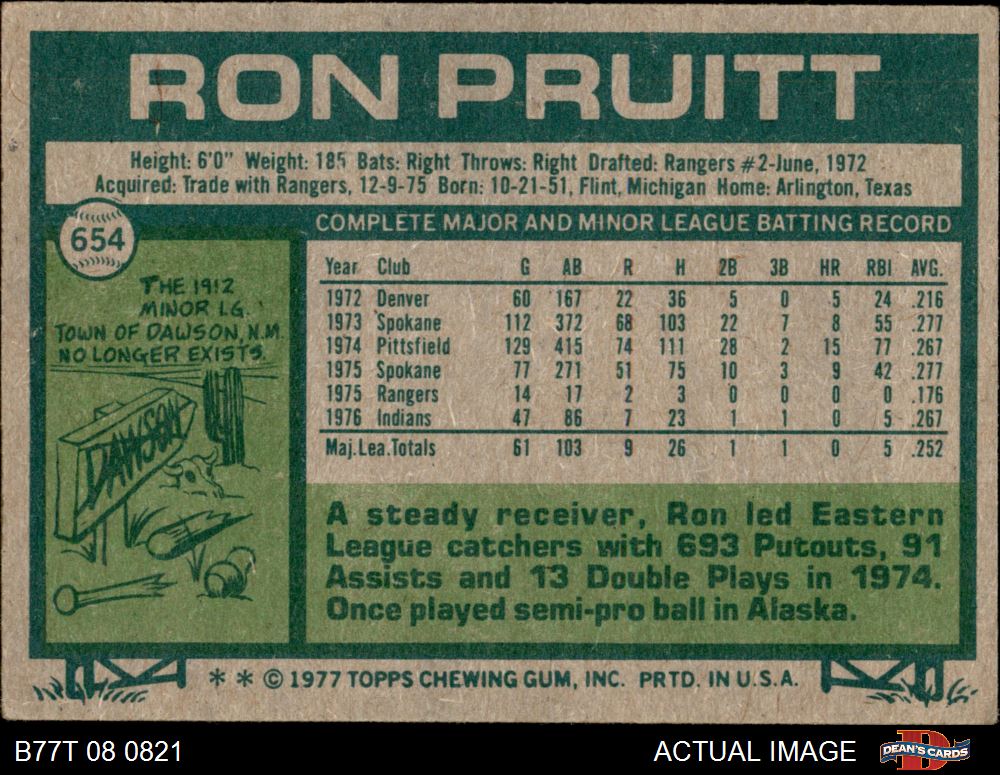 RON PRUITT
Height: 6'0" Weight: 185 Bats: Right Throws: Right Drafted: Rangers #2-June, 1972
Acquired: Trade with Rangers, 12-9-75 Born: 10-21-51, Flint, Michigan Home: Arlington, Texas
654
THE 1912
MINOR LG.
TOWN OF DAWSON, N.M.
NO LONGER EXISTS.
DAWSON
COMPLETE MAJOR AND MINOR LEAGUE BATTING RECORD
Year Club G AB R H 2B 3B HR RBI AVG.
1972 Denver 60 167 22 36 5 0 5 24 .216
1973 Spokane 112 372 68 103 22 7 8 55 .277
1974 Pittsfield 129 415 74 111 28 2 15 77 .267
1975 Spokane 77 271 51 75 10 3 9 42 .277
1975 Rangers 14 17 2 3 0 0 0 0 .176
1976 Indians 47 86 7 23 1 1 0 5 .267
Maj.Lea.Totals 61 103 9 26 1 1 0 5 .252
A steady receiver, Ron led Eastern
League catchers with 693 Putouts, 91
Assists and 13 Double Plays in 1974.
Once played semi-pro ball in Alaska.
* * © 1977 TOPPS CHEWING GUM, INC. PRTD. IN U.S.A.
B77T 08 0821 ACTUAL IMAGE D DEAN'S CARDS